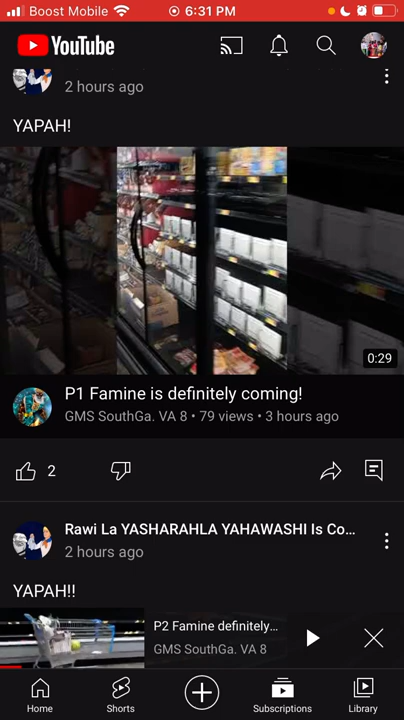 Boost Mobile 6:31 PM
YouTube
2 hours ago
YAPAH!
0:29
P1 Famine is definitely coming!
GMS SouthGa. VA 8 • 79 views • 3 hours ago
2
Rawi La YASHARAHLA YAHAWASHI Is Co...
2 hours ago
YAPAH!!
P2 Famine definitely...
GMS SouthGa. VA 8
Home Shorts Subscriptions Library